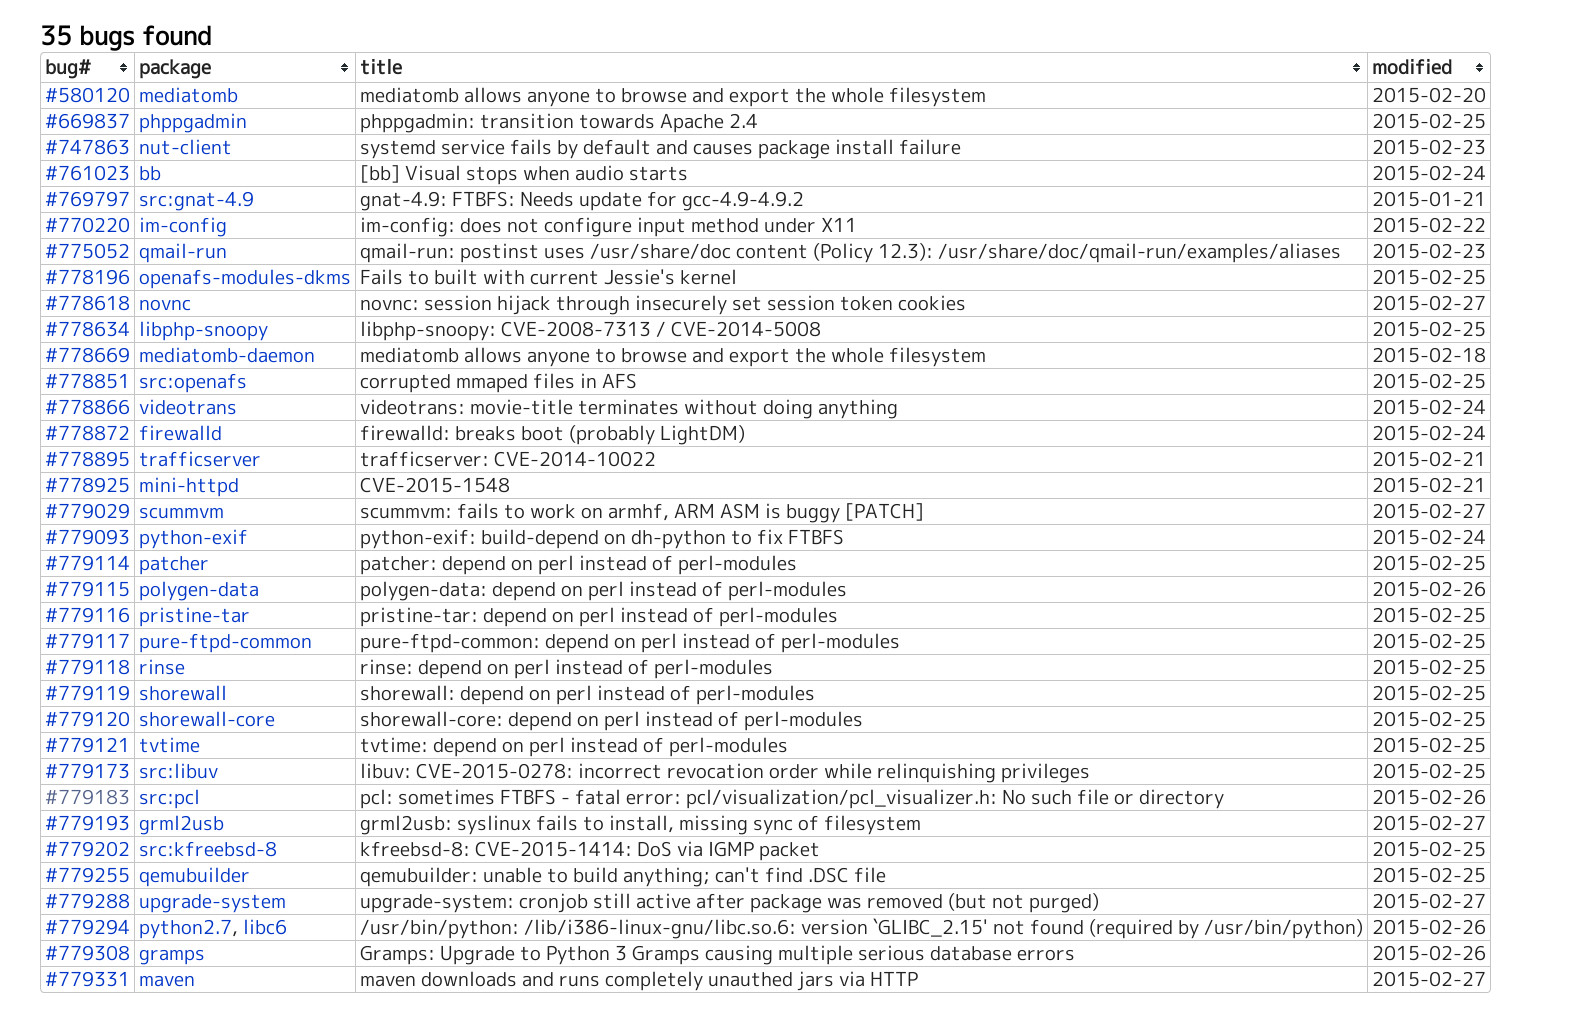 35 bugs found
bug# package title modified
#580120 mediatomb mediatomb allows anyone to browse and export the whole filesystem 2015-02-20
#669837 phppgadmin phppgadmin: transition towards Apache 2.4 2015-02-25
#747863 nut-client systemd service fails by default and causes package install failure 2015-02-23
#761023 bb [bb] Visual stops when audio starts 2015-02-24
#769797 src:gnat-4.9 gnat-4.9: FTBFS: Needs update for gcc-4.9-4.9.2 2015-01-21
#770220 im-config im-config: does not configure input method under X11 2015-02-22
#775052 qmail-run qmail-run: postinst uses /usr/share/doc content (Policy 12.3): /usr/share/doc/qmail-run/examples/aliases 2015-02-23
#778196 openafs-modules-dkms Fails to built with current Jessie's kernel 2015-02-25
#778618 novnc novnc: session hijack through insecurely set session token cookies 2015-02-27
#778634 libphp-snoopy libphp-snoopy: CVE-2008-7313 / CVE-2014-5008 2015-02-25
#778669 mediatomb-daemon mediatomb allows anyone to browse and export the whole filesystem 2015-02-18
#778851 src:openafs corrupted mmaped files in AFS 2015-02-25
#778866 videotrans videotrans: movie-title terminates without doing anything 2015-02-24
#778872 firewalld firewalld: breaks boot (probably LightDM) 2015-02-24
#778895 trafficserver trafficserver: CVE-2014-10022 2015-02-21
#778925 mini-httpd CVE-2015-1548 2015-02-21
#779029 scummvm scummvm: fails to work on armhf, ARM ASM is buggy [PATCH] 2015-02-27
#779093 python-exif python-exif: build-depend on dh-python to fix FTBFS 2015-02-24
#779114 patcher patcher: depend on perl instead of perl-modules 2015-02-25
#779115 polygen-data polygen-data: depend on perl instead of perl-modules 2015-02-26
#779116 pristine-tar pristine-tar: depend on perl instead of perl-modules 2015-02-25
#779117 pure-ftpd-common pure-ftpd-common: depend on perl instead of perl-modules 2015-02-25
#779118 rinse rinse: depend on perl instead of perl-modules 2015-02-25
#779119 shorewall shorewall: depend on perl instead of perl-modules 2015-02-25
#779120 shorewall-core shorewall-core: depend on perl instead of perl-modules 2015-02-25
#779121 tvtime tvtime: depend on perl instead of perl-modules 2015-02-25
#779173 src:libuv libuv: CVE-2015-0278: incorrect revocation order while relinquishing privileges 2015-02-25
#779183 src:pcl pcl: sometimes FTBFS - fatal error: pcl/visualization/pcl_visualizer.h: No such file or directory 2015-02-26
#779193 grml2usb grml2usb: syslinux fails to install, missing sync of filesystem 2015-02-27
#779202 src:kfreebsd-8 kfreebsd-8: CVE-2015-1414: DoS via IGMP packet 2015-02-25
#779255 qemubuilder qemubuilder: unable to build anything; can't find .DSC file 2015-02-25
#779288 upgrade-system upgrade-system: cronjob still active after package was removed (but not purged) 2015-02-27
#779294 python2.7, libc6 /usr/bin/python: /lib/i386-linux-gnu/libc.so.6: version `GLIBC_2.15' not found (required by /usr/bin/python) 2015-02-26
#779308 gramps Gramps: Upgrade to Python 3 Gramps causing multiple serious database errors 2015-02-26
#779331 maven maven downloads and runs completely unauthed jars via HTTP 2015-02-27